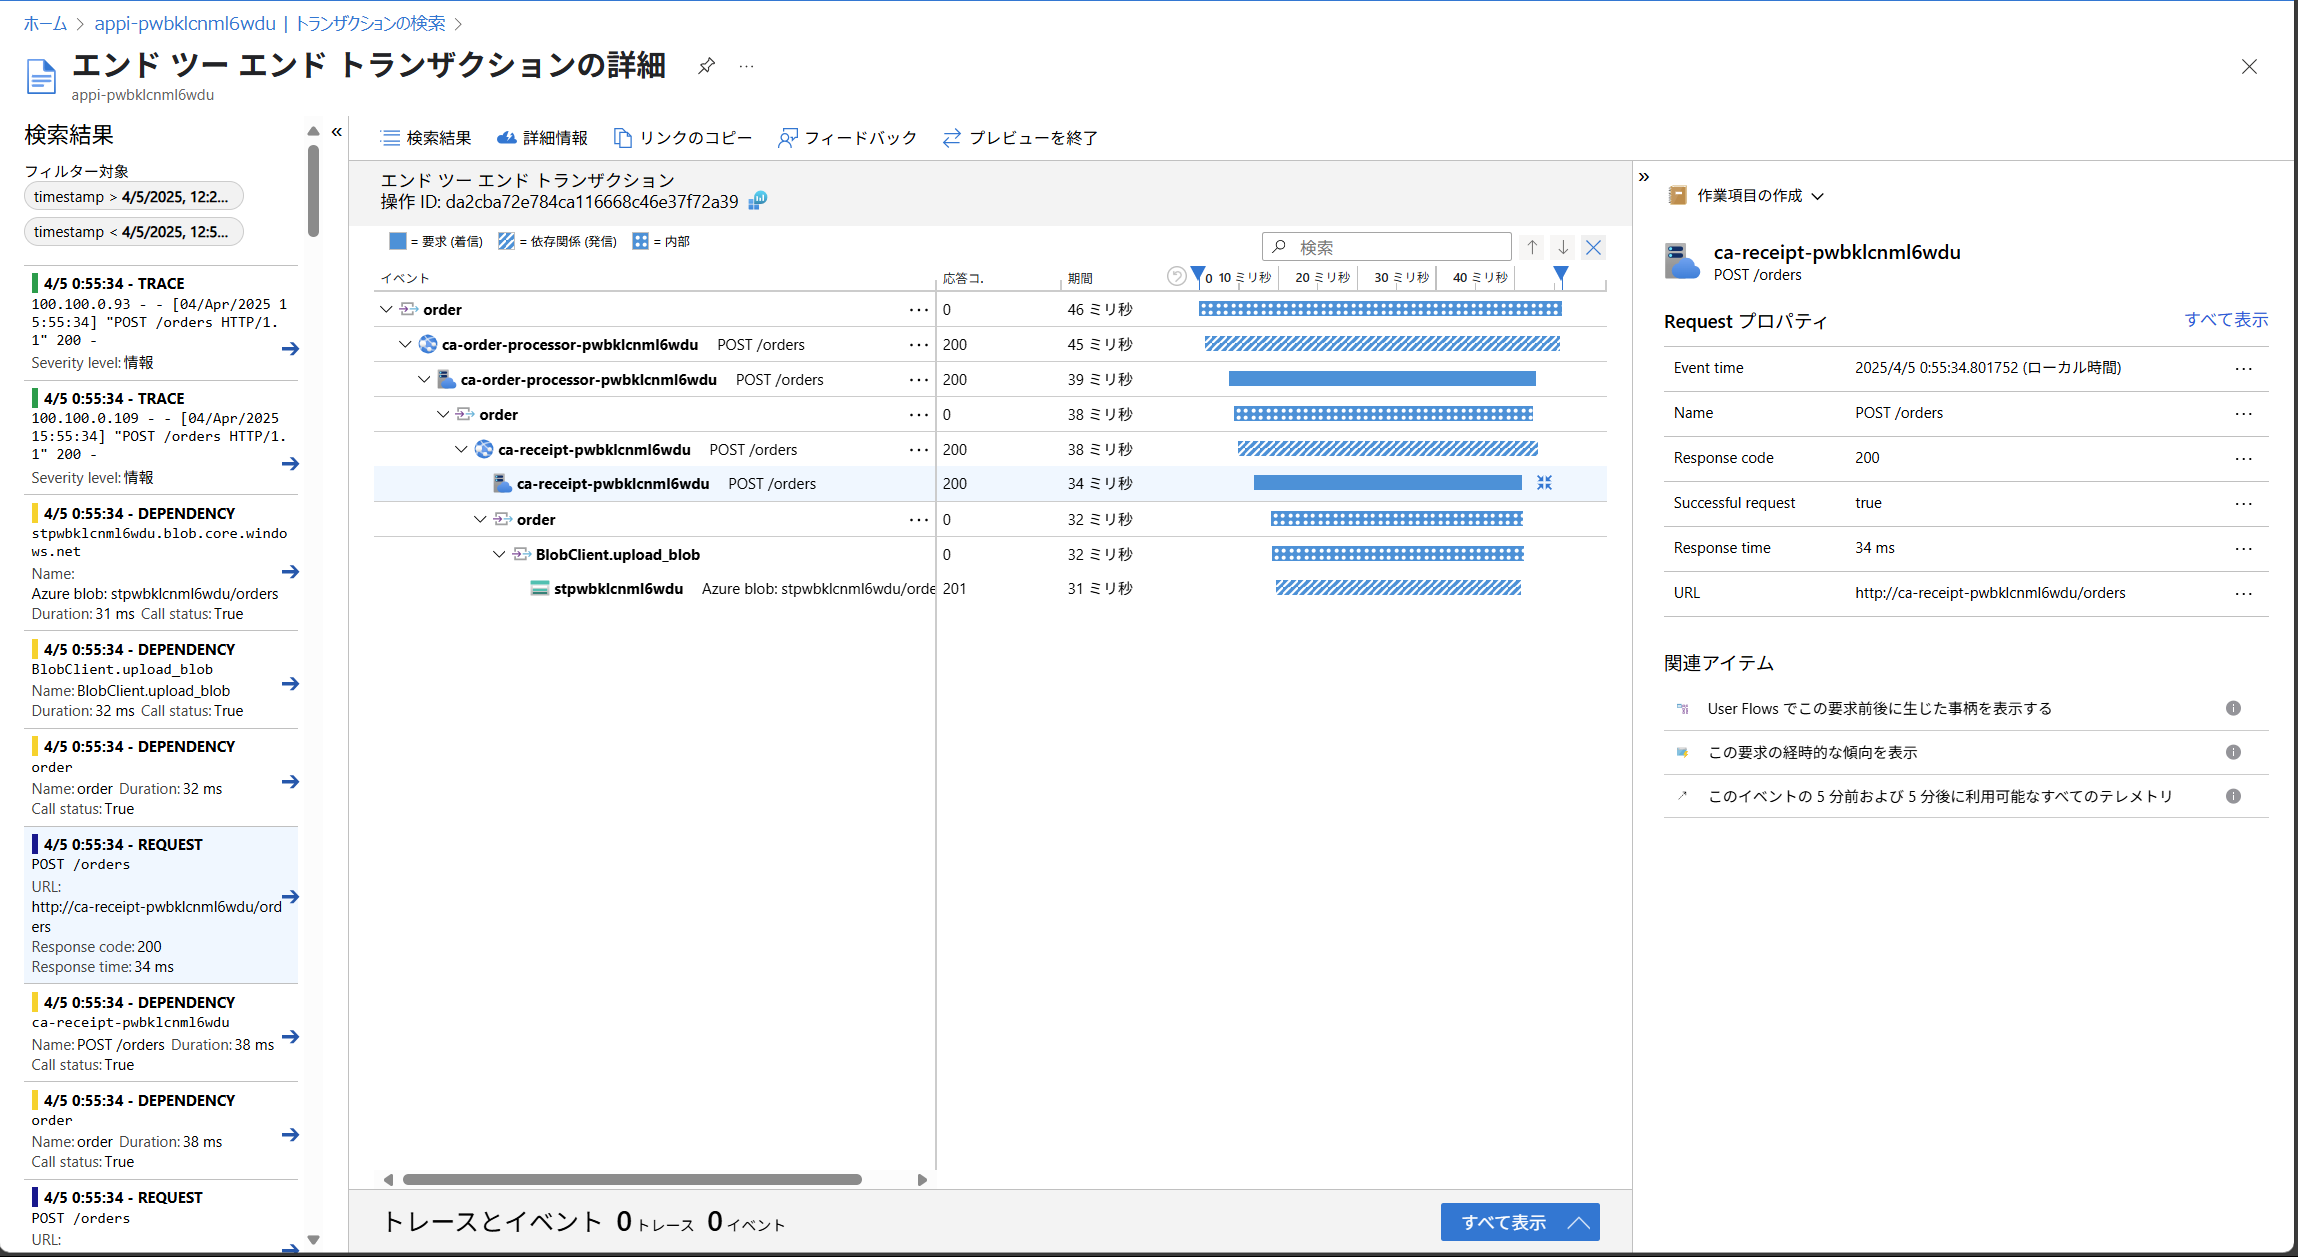 ホーム > appi-pwbklcnml6wdu | トランザクションの検索 >
エンド ツー エンド トランザクションの詳細
appi-pwbklcnml6wdu
検索結果
フィルター対象
timestamp > 4/5/2025, 12:2...
timestamp < 4/5/2025, 12:5...
4/5 0:55:34 - TRACE
100.100.0.93 - - [04/Apr/2025 1
5:55:34] "POST /orders HTTP/1.
1" 200 -
Severity level: 情報
4/5 0:55:34 - TRACE
100.100.0.109 - - [04/Apr/2025
15:55:34] "POST /orders HTTP/1.
1" 200 -
Severity level: 情報
4/5 0:55:34 - DEPENDENCY
stpwbklcnml6wdu.blob.core.windo
ws.net
Name:
Azure blob: stpwbklcnml6wdu/orders
Duration: 31 ms Call status: True
4/5 0:55:34 - DEPENDENCY
BlobClient.upload_blob
Name: BlobClient.upload_blob
Duration: 32 ms Call status: True
4/5 0:55:34 - DEPENDENCY
order
Name: order Duration: 32 ms
Call status: True
4/5 0:55:34 - REQUEST
POST /orders
URL:
http://ca-receipt-pwbklcnml6wdu/ord
ers
Response code: 200
Response time: 34 ms
4/5 0:55:34 - DEPENDENCY
ca-receipt-pwbklcnml6wdu
Name: POST /orders Duration: 38 ms
Call status: True
4/5 0:55:34 - DEPENDENCY
order
Name: order Duration: 38 ms
Call status: True
4/5 0:55:34 - REQUEST
POST /orders
URL:
検索結果 詳細情報 リンクのコピー フィードバック プレビューを終了
エンド ツー エンド トランザクション
操作 ID: da2cba72e784ca116668c46e37f72a39
= 要求 (着信) = 依存関係 (発信) = 内部
検索
イベント 応答コ. 期間 0 10 ミリ秒 20 ミリ秒 30 ミリ秒 40 ミリ秒
order 0 46 ミリ秒
ca-order-processor-pwbklcnml6wdu POST /orders 200 45 ミリ秒
ca-order-processor-pwbklcnml6wdu POST /orders 200 39 ミリ秒
order 0 38 ミリ秒
ca-receipt-pwbklcnml6wdu POST /orders 200 38 ミリ秒
ca-receipt-pwbklcnml6wdu POST /orders 200 34 ミリ秒
order 0 32 ミリ秒
BlobClient.upload_blob 0 32 ミリ秒
stpwbklcnml6wdu Azure blob: stpwbklcnml6wdu/orde 201 31 ミリ秒
トレースとイベント 0 トレース 0 イベント
すべて表示
作業項目の作成
ca-receipt-pwbklcnml6wdu
POST /orders
Request プロパティ すべて表示
Event time 2025/4/5 0:55:34.801752 (ローカル時間) ...
Name POST /orders ...
Response code 200 ...
Successful request true ...
Response time 34 ms ...
URL http://ca-receipt-pwbklcnml6wdu/orders ...
関連アイテム
User Flows でこの要求前後に生じた事柄を表示する
この要求の経時的な傾向を表示
このイベントの 5 分前および 5 分後に利用可能なすべてのテレメトリ